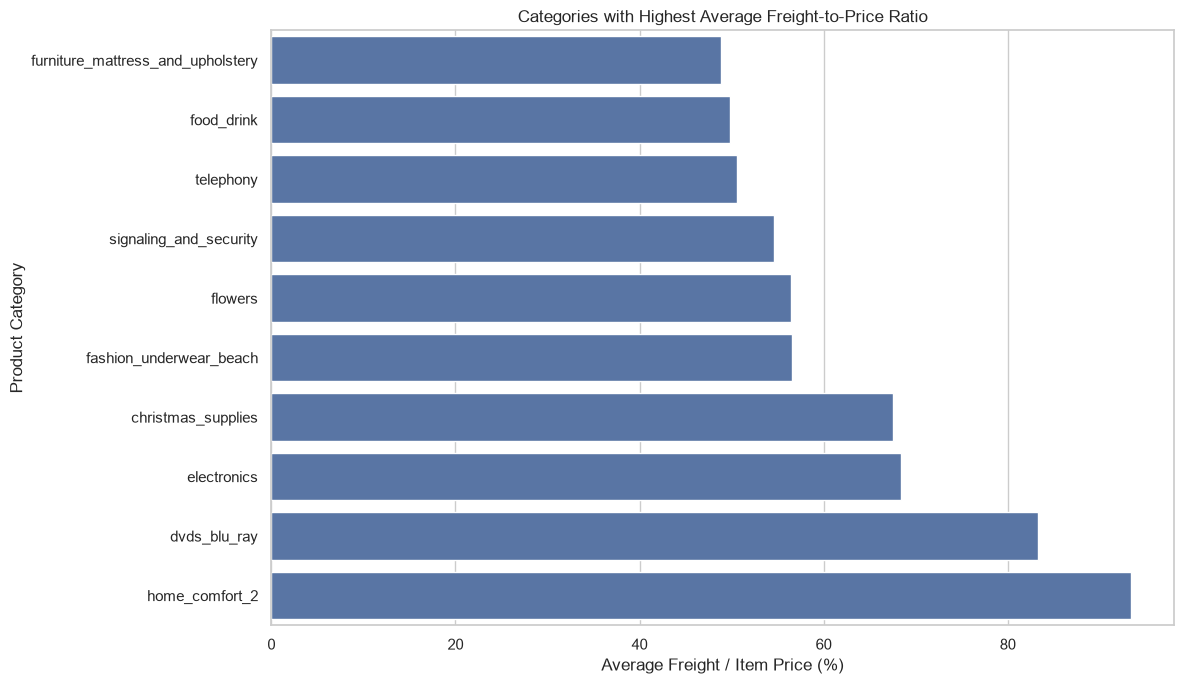 Categories with Highest Average Freight-to-Price Ratio
Product Category
furniture_mattress_and_upholstery
food_drink
telephony
signaling_and_security
flowers
fashion_underwear_beach
christmas_supplies
electronics
dvds_blu_ray
home_comfort_2
0 20 40 60 80
Average Freight / Item Price (%)